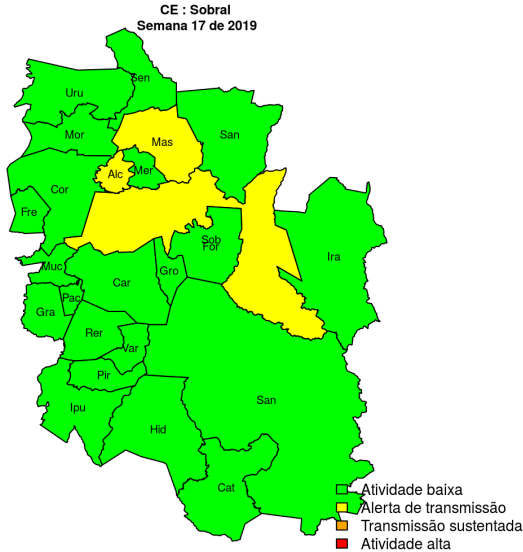 CE : Sobral
Semana 17 de 2019
Sen
Uru
Mor
Mas
San
Alc
Mer
Cor
Fre
Sob
For
Ira
Muc
Gro
Car
Pac
Gra
Rer
Var
Pir
San
Ipu
Hid
Cat
Atividade baixa
Alerta de transmissão
Transmissão sustentada
Atividade alta